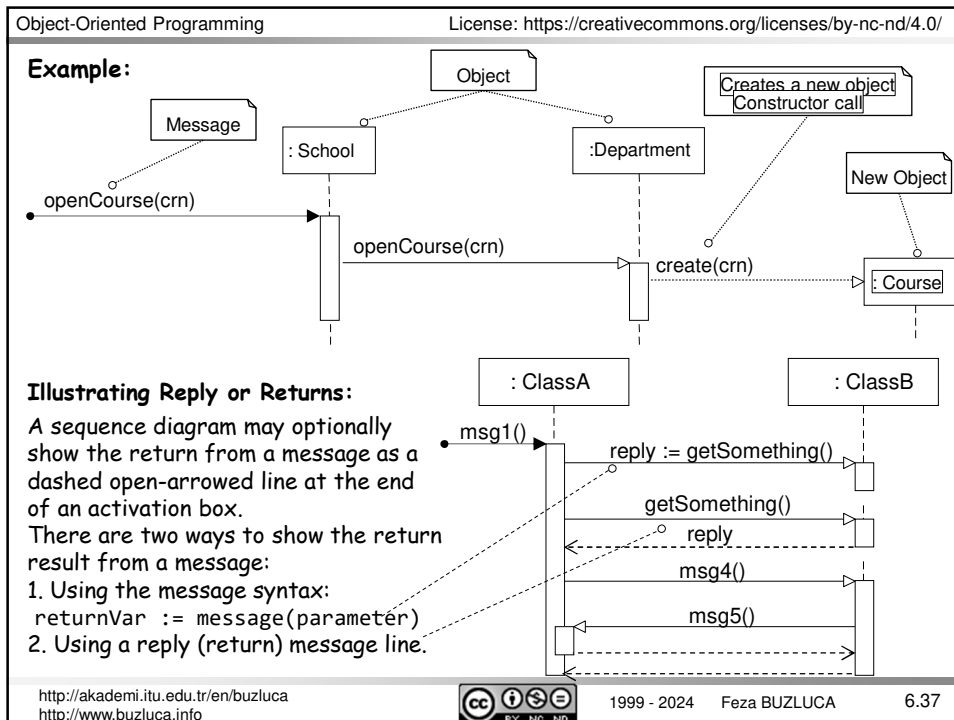 Object-Oriented Programming License: https://creativecommons.org/licenses/by-nc-nd/4.0/
Example:
Object
Creates a new object
Constructor call
Message
: School
:Department
New Object
openCourse(crn)
openCourse(crn)
create(crn)
: Course
Illustrating Reply or Returns:
A sequence diagram may optionally
show the return from a message as a
dashed open-arrowed line at the end
of an activation box.
There are two ways to show the return
result from a message:
1. Using the message syntax:
returnVar := message(parameter)
2. Using a reply (return) message line.
: ClassA
: ClassB
msg1()
reply := getSomething()
getSomething()
reply
msg4()
msg5()
http://akademi.itu.edu.tr/en/buzluca
http://www.buzluca.info
cc
BY NC ND
1999 - 2024 Feza BUZLUCA 6.37